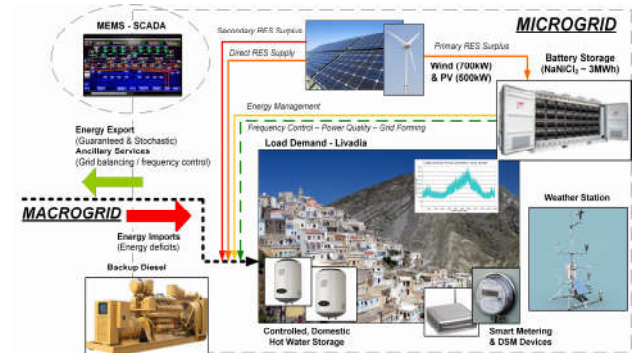 MEMS - SCADA
Secondary RES Surplus
Direct RES Supply
Primary RES Surplus
MICROGRID
Wind (700kW)
& PV (500kW)
Battery Storage
(NaNiCl2 ~ 3MWh)
Energy Management
Frequency Control – Power Quality – Grid Forming
Load Demand - Livadia
Energy Export
(Guaranteed & Stochastic)
Ancillary Services
(Grid balancing / frequency control)
MACROGRID
Energy Imports
(Energy deficits)
Backup Diesel
Weather Station
Controlled, Domestic
Hot Water Storage
Smart Metering
& DSM Devices